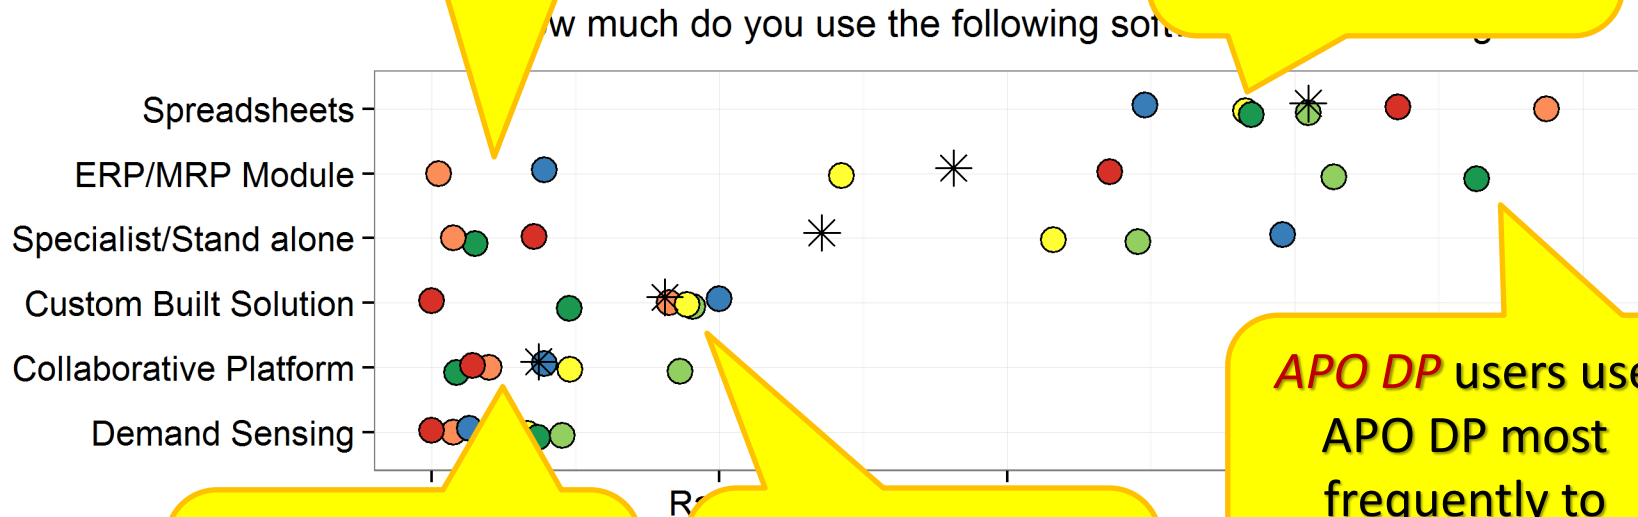 much do you use the following
Spreadsheets
ERP/MRP Module
Specialist/Stand alone
Custom Built Solution
Collaborative Platform
Demand Sensing
APO DP users use
APO DP most
frequently to